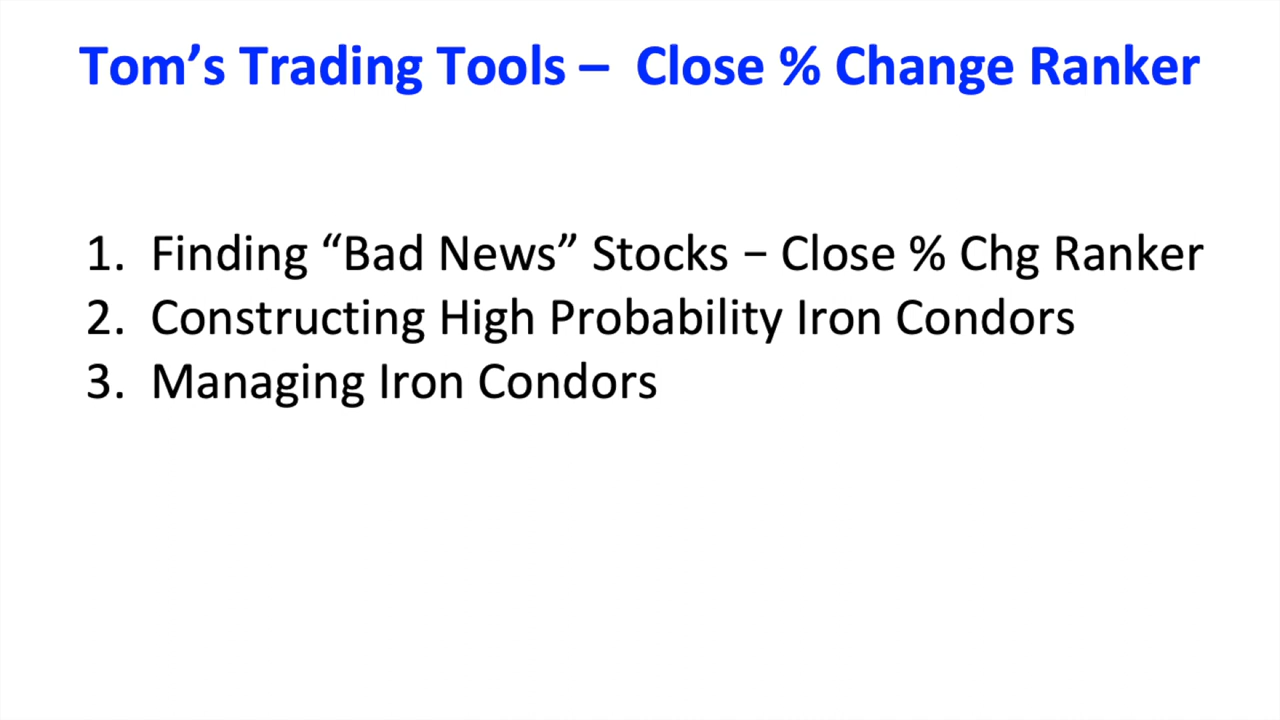 Tom’s Trading Tools – Close % Change Ranker
1. Finding “Bad News” Stocks – Close % Chg Ranker
2. Constructing High Probability Iron Condors
3. Managing Iron Condors